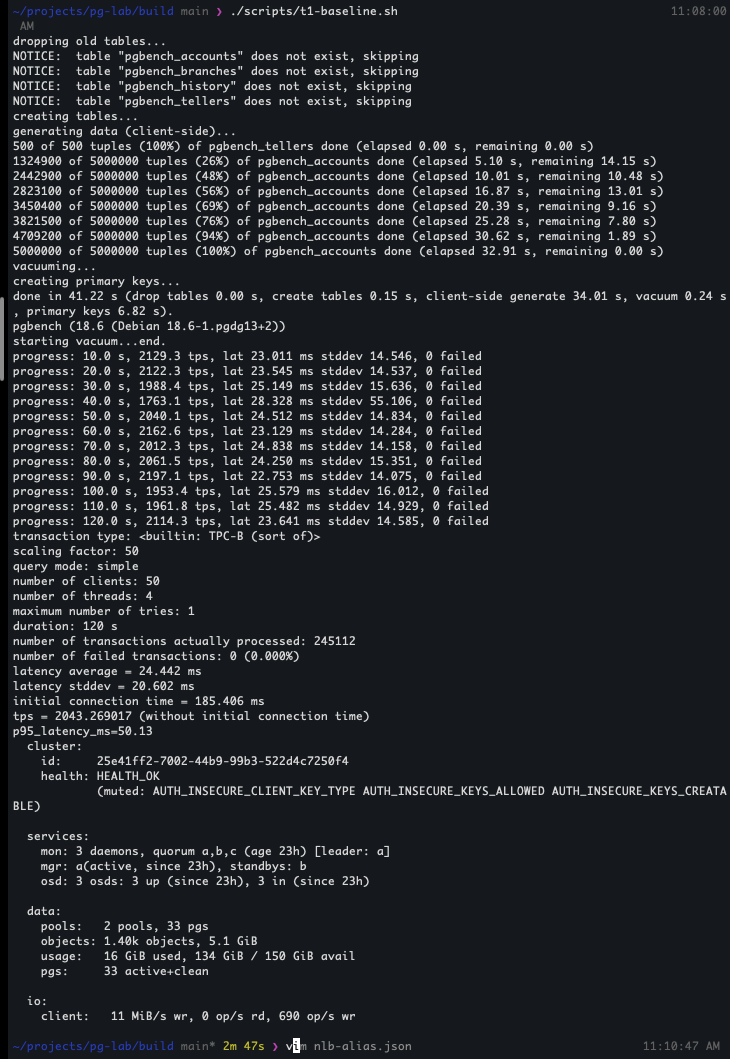 ~/projects/pg-lab/build main ❯ ./scripts/t1-baseline.sh 11:08:00
AM
dropping old tables...
NOTICE:  table "pgbench_accounts" does not exist, skipping
NOTICE:  table "pgbench_branches" does not exist, skipping
NOTICE:  table "pgbench_history" does not exist, skipping
NOTICE:  table "pgbench_tellers" does not exist, skipping
creating tables...
generating data (client-side)...
500 of 500 tuples (100%) of pgbench_tellers done (elapsed 0.00 s, remaining 0.00 s)
1324900 of 5000000 tuples (26%) of pgbench_accounts done (elapsed 5.10 s, remaining 14.15 s)
2442900 of 5000000 tuples (48%) of pgbench_accounts done (elapsed 10.01 s, remaining 10.48 s)
2823100 of 5000000 tuples (56%) of pgbench_accounts done (elapsed 16.87 s, remaining 13.01 s)
3450400 of 5000000 tuples (69%) of pgbench_accounts done (elapsed 20.39 s, remaining 9.16 s)
3821500 of 5000000 tuples (76%) of pgbench_accounts done (elapsed 25.28 s, remaining 7.80 s)
4709200 of 5000000 tuples (94%) of pgbench_accounts done (elapsed 30.62 s, remaining 1.89 s)
5000000 of 5000000 tuples (100%) of pgbench_accounts done (elapsed 32.91 s, remaining 0.00 s)
vacuuming...
creating primary keys...
done in 41.22 s (drop tables 0.00 s, create tables 0.15 s, client-side generate 34.01 s, vacuum 0.24 s
, primary keys 6.82 s).
pgbench (18.6 (Debian 18.6-1.pgdg13+2))
starting vacuum...end.
progress: 10.0 s, 2129.3 tps, lat 23.011 ms stddev 14.546, 0 failed
progress: 20.0 s, 2122.3 tps, lat 23.545 ms stddev 14.537, 0 failed
progress: 30.0 s, 1988.4 tps, lat 25.149 ms stddev 15.636, 0 failed
progress: 40.0 s, 1763.1 tps, lat 28.328 ms stddev 55.106, 0 failed
progress: 50.0 s, 2040.1 tps, lat 24.512 ms stddev 14.834, 0 failed
progress: 60.0 s, 2162.6 tps, lat 23.129 ms stddev 14.284, 0 failed
progress: 70.0 s, 2012.3 tps, lat 24.838 ms stddev 14.158, 0 failed
progress: 80.0 s, 2061.5 tps, lat 24.250 ms stddev 15.351, 0 failed
progress: 90.0 s, 2197.1 tps, lat 22.753 ms stddev 14.075, 0 failed
progress: 100.0 s, 1953.4 tps, lat 25.579 ms stddev 16.012, 0 failed
progress: 110.0 s, 1961.8 tps, lat 25.482 ms stddev 14.929, 0 failed
progress: 120.0 s, 2114.3 tps, lat 23.641 ms stddev 14.585, 0 failed
transaction type: <builtin: TPC-B (sort of)>
scaling factor: 50
query mode: simple
number of clients: 50
number of threads: 4
maximum number of tries: 1
duration: 120 s
number of transactions actually processed: 245112
number of failed transactions: 0 (0.000%)
latency average = 24.442 ms
latency stddev = 20.602 ms
initial connection time = 185.406 ms
tps = 2043.269017 (without initial connection time)
p95_latency_ms=50.13
  cluster:
    id:     25e41ff2-7002-44b9-99b3-522d4c7250f4
    health: HEALTH_OK
            (muted: AUTH_INSECURE_CLIENT_KEY_TYPE AUTH_INSECURE_KEYS_ALLOWED AUTH_INSECURE_KEYS_CREATA
BLE)
  services:
    mon: 3 daemons, quorum a,b,c (age 23h) [leader: a]
    mgr: a(active, since 23h), standbys: b
    osd: 3 osds: 3 up (since 23h), 3 in (since 23h)
  data:
    pools:   2 pools, 33 pgs
    objects: 1.40k objects, 5.1 GiB
    usage:   16 GiB used, 134 GiB / 150 GiB avail
    pgs:     33 active+clean
  io:
    client:   11 MiB/s wr, 0 op/s rd, 690 op/s wr
~/projects/pg-lab/build main* 2m 47s ❯ vim nlb-alias.json 11:10:47 AM